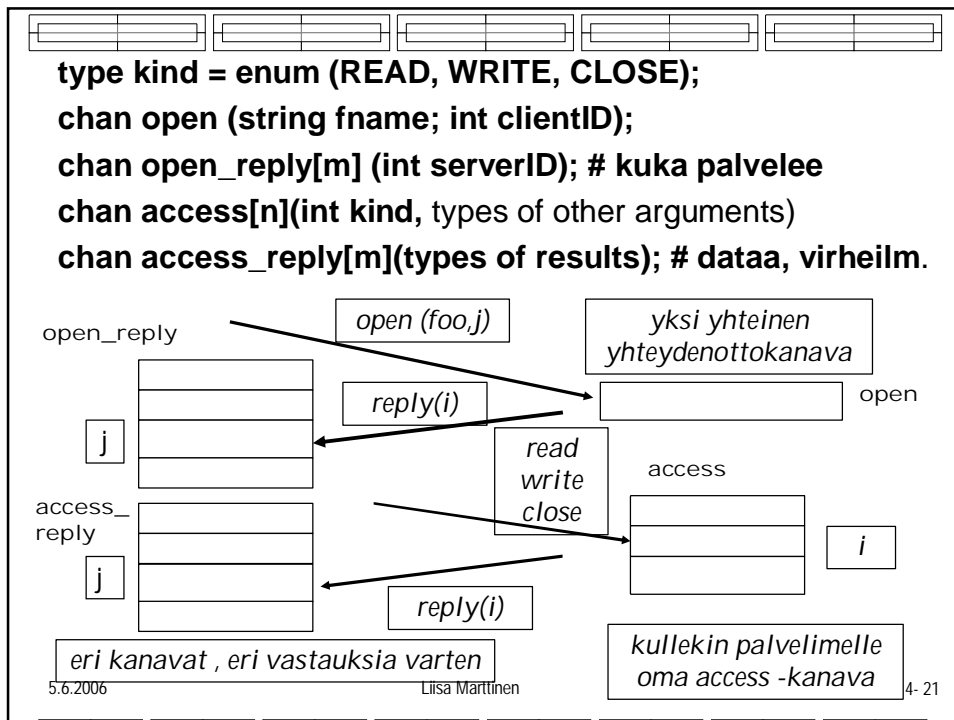 type kind = enum (READ, WRITE, CLOSE);
chan open (string fname; int clientID);
chan open_reply[m] (int serverID); # kuka palvelee
chan access[n](int kind, types of other arguments)
chan access_reply[m](types of results); # dataa, virheilm.
open_reply
open (foo,j)
yksi yhteinen
yhteydenottokanava
open
reply(i)
j
read
write
close
access
access_
reply
i
j
reply(i)
eri kanavat , eri vastauksia varten
kullekin palvelimelle
oma access -kanava
5.6.2006
Liisa Marttinen
4- 21